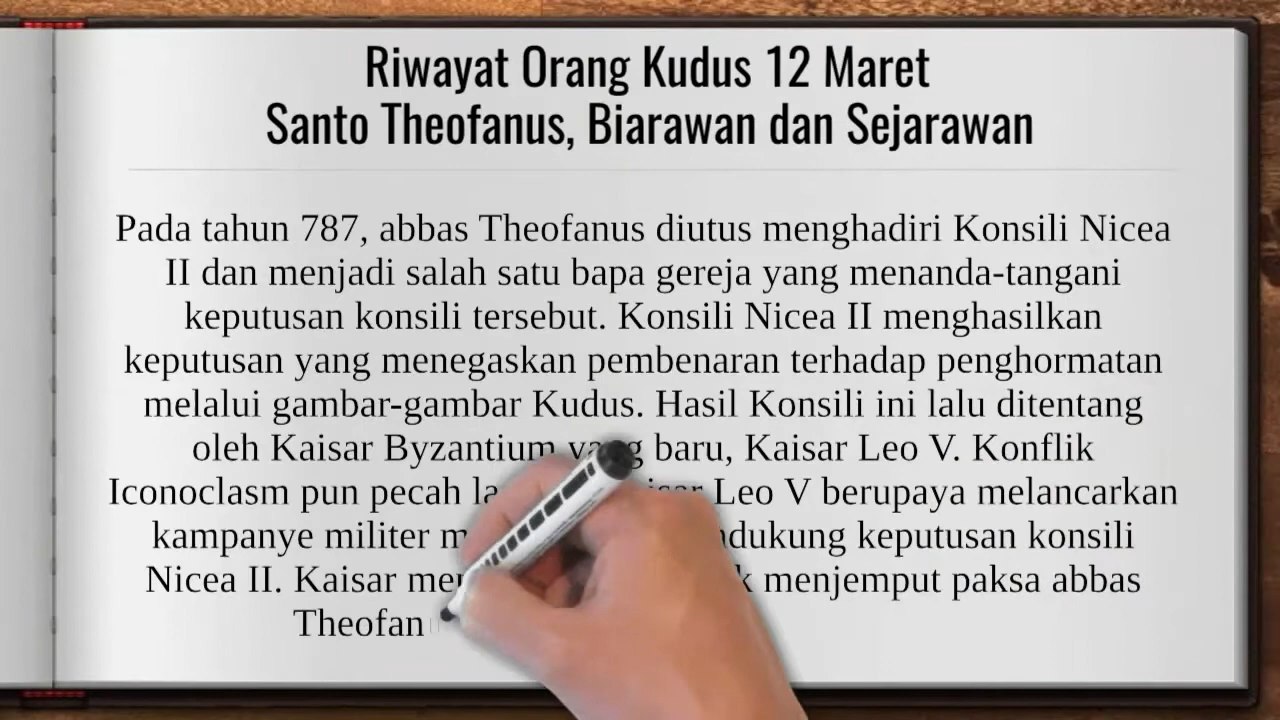 Riwayat Orang Kudus 12 Maret
Santo Theofanus, Biarawan dan Sejarawan
Pada tahun 787, abbas Theofanus diutus menghadiri Konsili Nicea
II dan menjadi salah satu bapa gereja yang menanda-tangani
keputusan konsili tersebut. Konsili Nicea II menghasilkan
keputusan yang menegaskan pembenaran terhadap penghormatan
melalui gambar-gambar Kudus. Hasil Konsili ini lalu ditentang
oleh Kaisar Byzantium yang baru, Kaisar Leo V. Konflik
Iconoclasm pun pecah Leo V berupaya melancarkan
kampanye militer keputusan konsili
Nicea II. Kaisar menjemput paksa abbas
Theofan